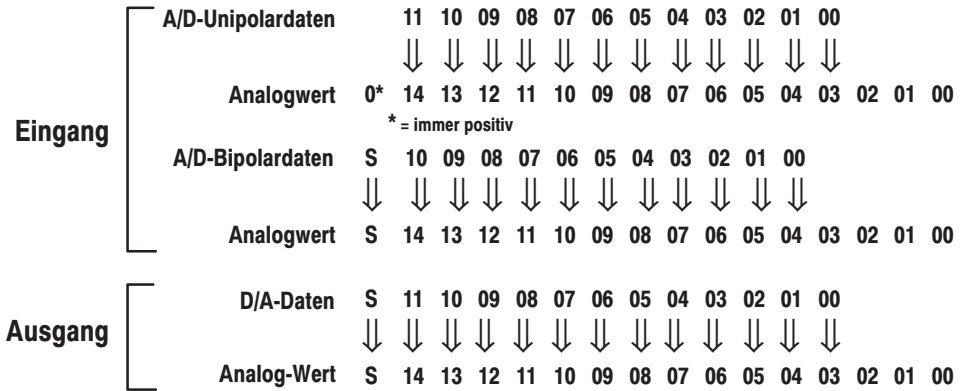 A/D-Unipolardaten 11 10 09 08 07 06 05 04 03 02 01 00
Analogwert 0* 14 13 12 11 10 09 08 07 06 05 04 03 02 01 00
* = immer positiv
Eingang
A/D-Bipolardaten S 10 09 08 07 06 05 04 03 02 01 00
Analogwert S 14 13 12 11 10 09 08 07 06 05 04 03 02 01 00
D/A-Daten S 11 10 09 08 07 06 05 04 03 02 01 00
Ausgang
Analog-Wert S 14 13 12 11 10 09 08 07 06 05 04 03 02 01 00